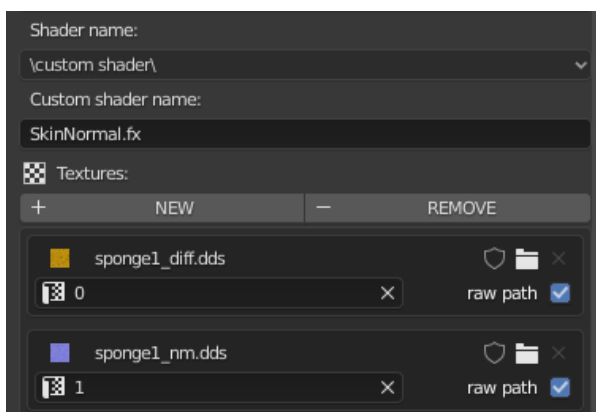 Shader name:
\custom shader\
Custom shader name:
SkinNormal.fx
Textures:
+ NEW — REMOVE
sponge1_diff.dds
0 raw path
sponge1_nm.dds
1 raw path